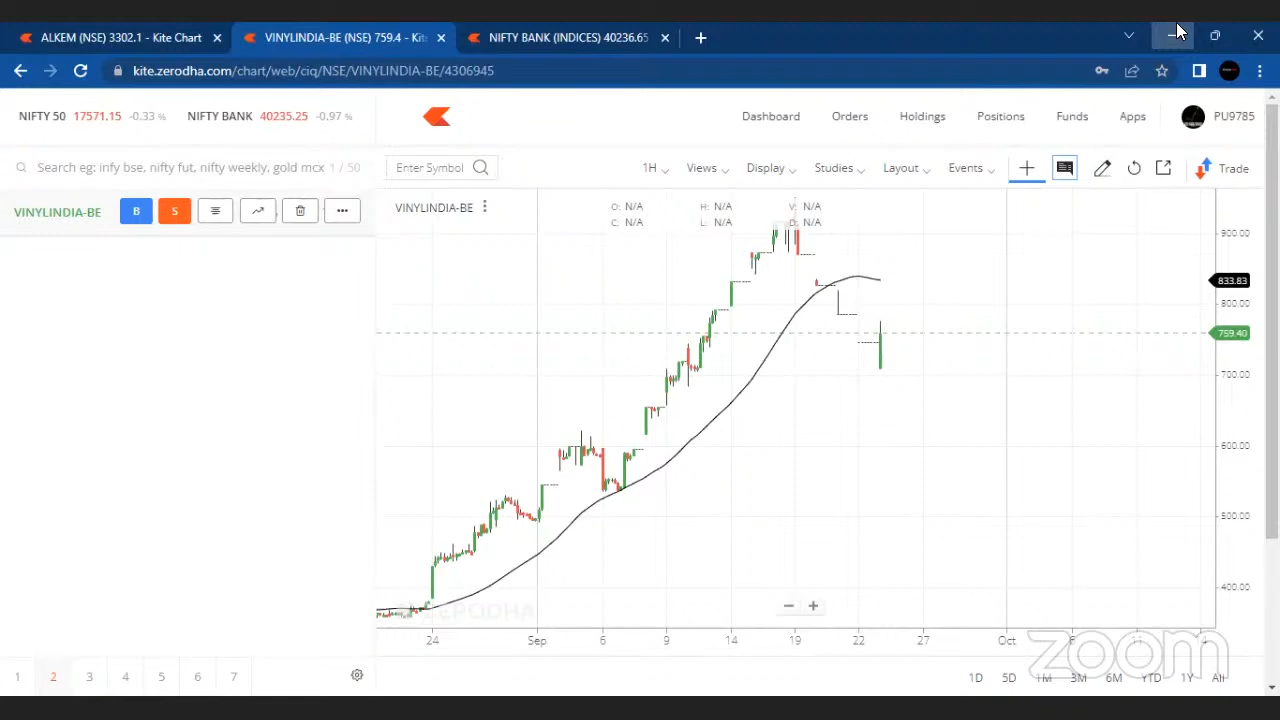 ALKEM (NSE) 3302.1 - Kite Chart
VINYLINDIA-BE (NSE) 759.4 - Kit
NIFTY BANK (INDICES) 40236.65
kite.zerodha.com/chart/web/ciq/NSE/VINYLINDIA-BE/4306945
NIFTY 50 17571.15 -0.33 % NIFTY BANK 40235.25 -0.97 %
Dashboard Orders Holdings Positions Funds Apps PU9785
Search eg: infy bse, nifty fut, nifty weekly, gold mcx 1 / 50
Enter Symbol
1H Views Display Studies Layout Events Trade
VINYLINDIA-BE B S
VINYLINDIA-BE
O: N/A H: N/A V: N/A
C: N/A L: N/A D: N/A
900.00
833.83
800.00
759.40
700.00
600.00
500.00
400.00
ZERODHA
24 Sep 6 9 14 19 22 27 Oct 6 11
zoom
1 2 3 4 5 6 7
1D 5D 1M 3M 6M YTD 1Y All